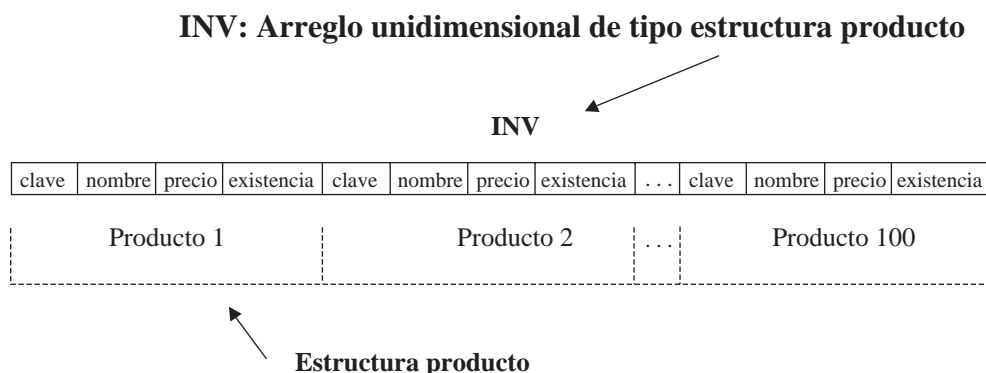 INV: Arreglo unidimensional de tipo estructura producto
INV
clave nombre precio existencia clave nombre precio existencia ... clave nombre precio existencia
Producto 1 Producto 2 ... Producto 100
Estructura producto